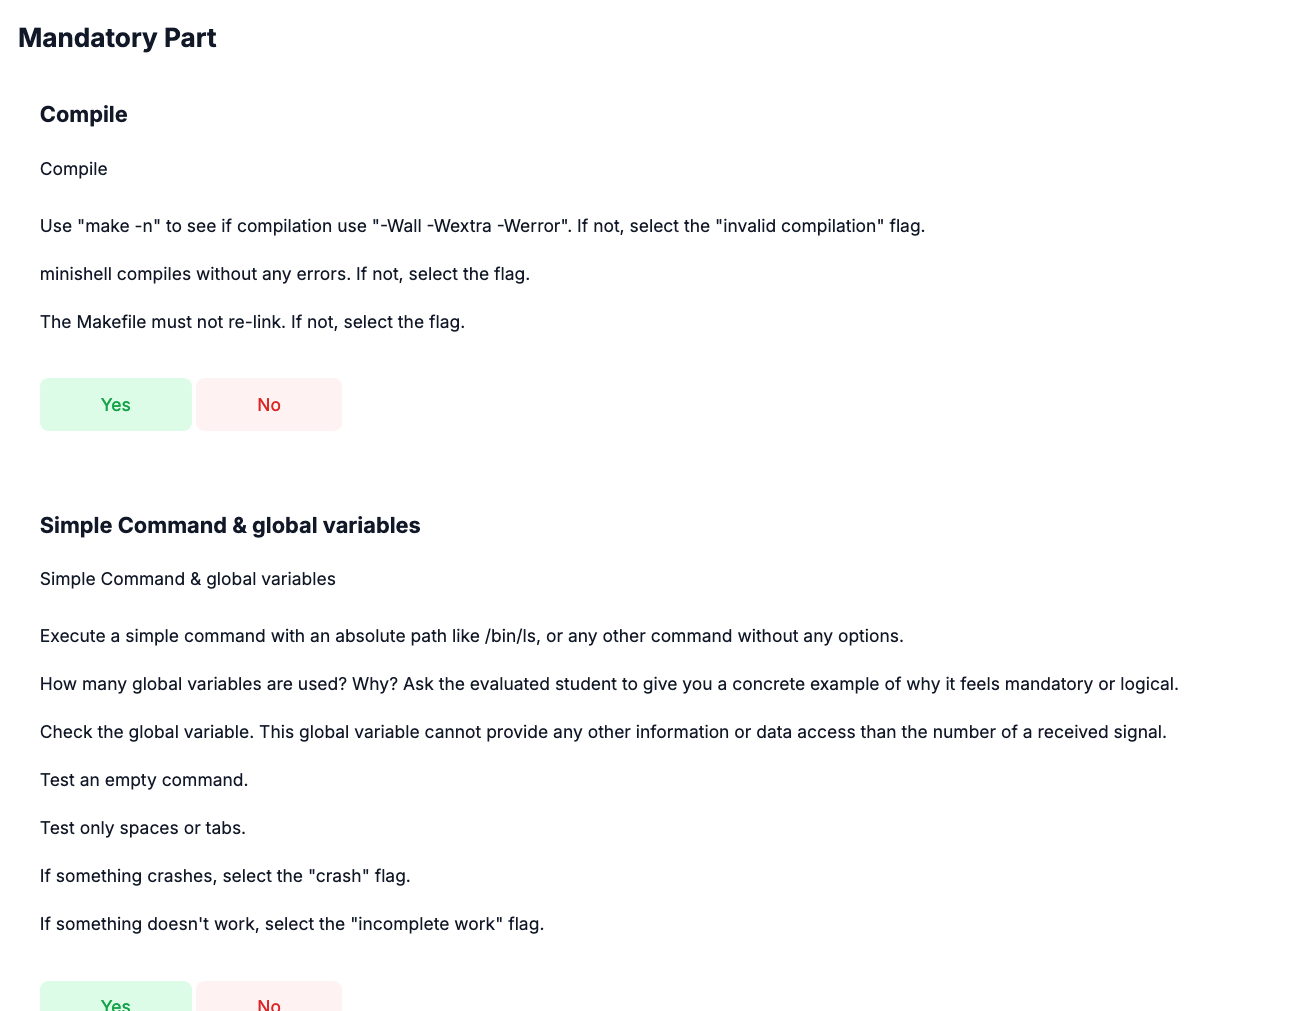 Mandatory Part
Compile
Compile
Use "make -n" to see if compilation use "-Wall -Wextra -Werror". If not, select the "invalid compilation" flag.
minishell compiles without any errors. If not, select the flag.
The Makefile must not re-link. If not, select the flag.
Yes No
Simple Command & global variables
Simple Command & global variables
Execute a simple command with an absolute path like /bin/ls, or any other command without any options.
How many global variables are used? Why? Ask the evaluated student to give you a concrete example of why it feels mandatory or logical.
Check the global variable. This global variable cannot provide any other information or data access than the number of a received signal.
Test an empty command.
Test only spaces or tabs.
If something crashes, select the "crash" flag.
If something doesn't work, select the "incomplete work" flag.
Yes No